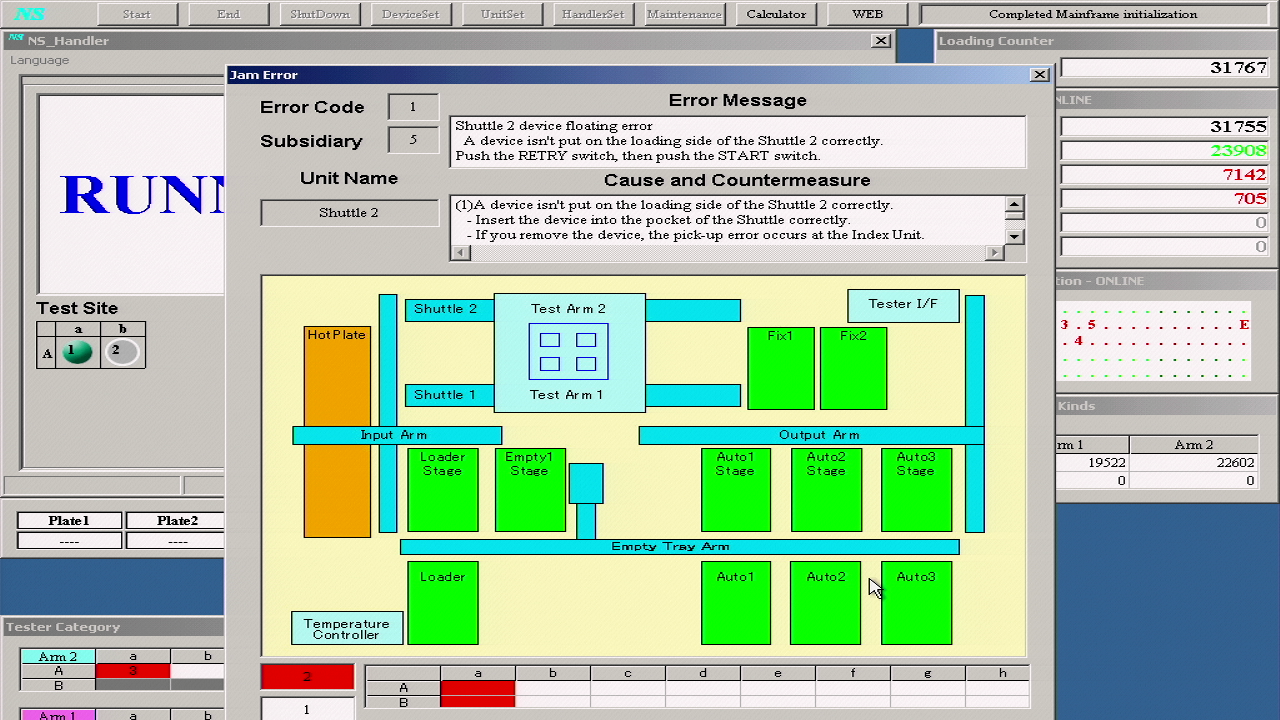 NS Start End ShutDown DeviceSet UnitSet HandlerSet Maintenance Calculator WEB Completed Mainframe initialization
NS NS_Handler
Language
Loading Counter
31767
NLINE
31755
23908
7142
705
0
0
tion - ONLINE
3 . 5 . . . . . . . E
. 4 . . . . . . . .
Kinds
rm 1 Arm 2
19522 22602
0 0
RUNN
Test Site
a b
A 1 2
Plate1 Plate2
---- ----
Tester Category
Arm 2 a b
A 3
B
Arm 1 a b
Jam Error
Error Code 1
Subsidiary 5
Unit Name
Shuttle 2
Error Message
Shuttle 2 device floating error
A device isn't put on the loading side of the Shuttle 2 correctly.
Push the RETRY switch, then push the START switch.
Cause and Countermeasure
(1)A device isn't put on the loading side of the Shuttle 2 correctly.
- Insert the device into the pocket of the Shuttle correctly.
- If you remove the device, the pick-up error occurs at the Index Unit.
HotPlate
Shuttle 2
Test Arm 2
Tester I/F
Fix1 Fix2
Shuttle 1
Test Arm 1
Input Arm
Output Arm
Loader
Stage
Empty1
Stage
Auto1
Stage
Auto2
Stage
Auto3
Stage
Empty Tray Arm
Loader
Auto1 Auto2 Auto3
Temperature
Controller
2
1
a b c d e f g h
A
B